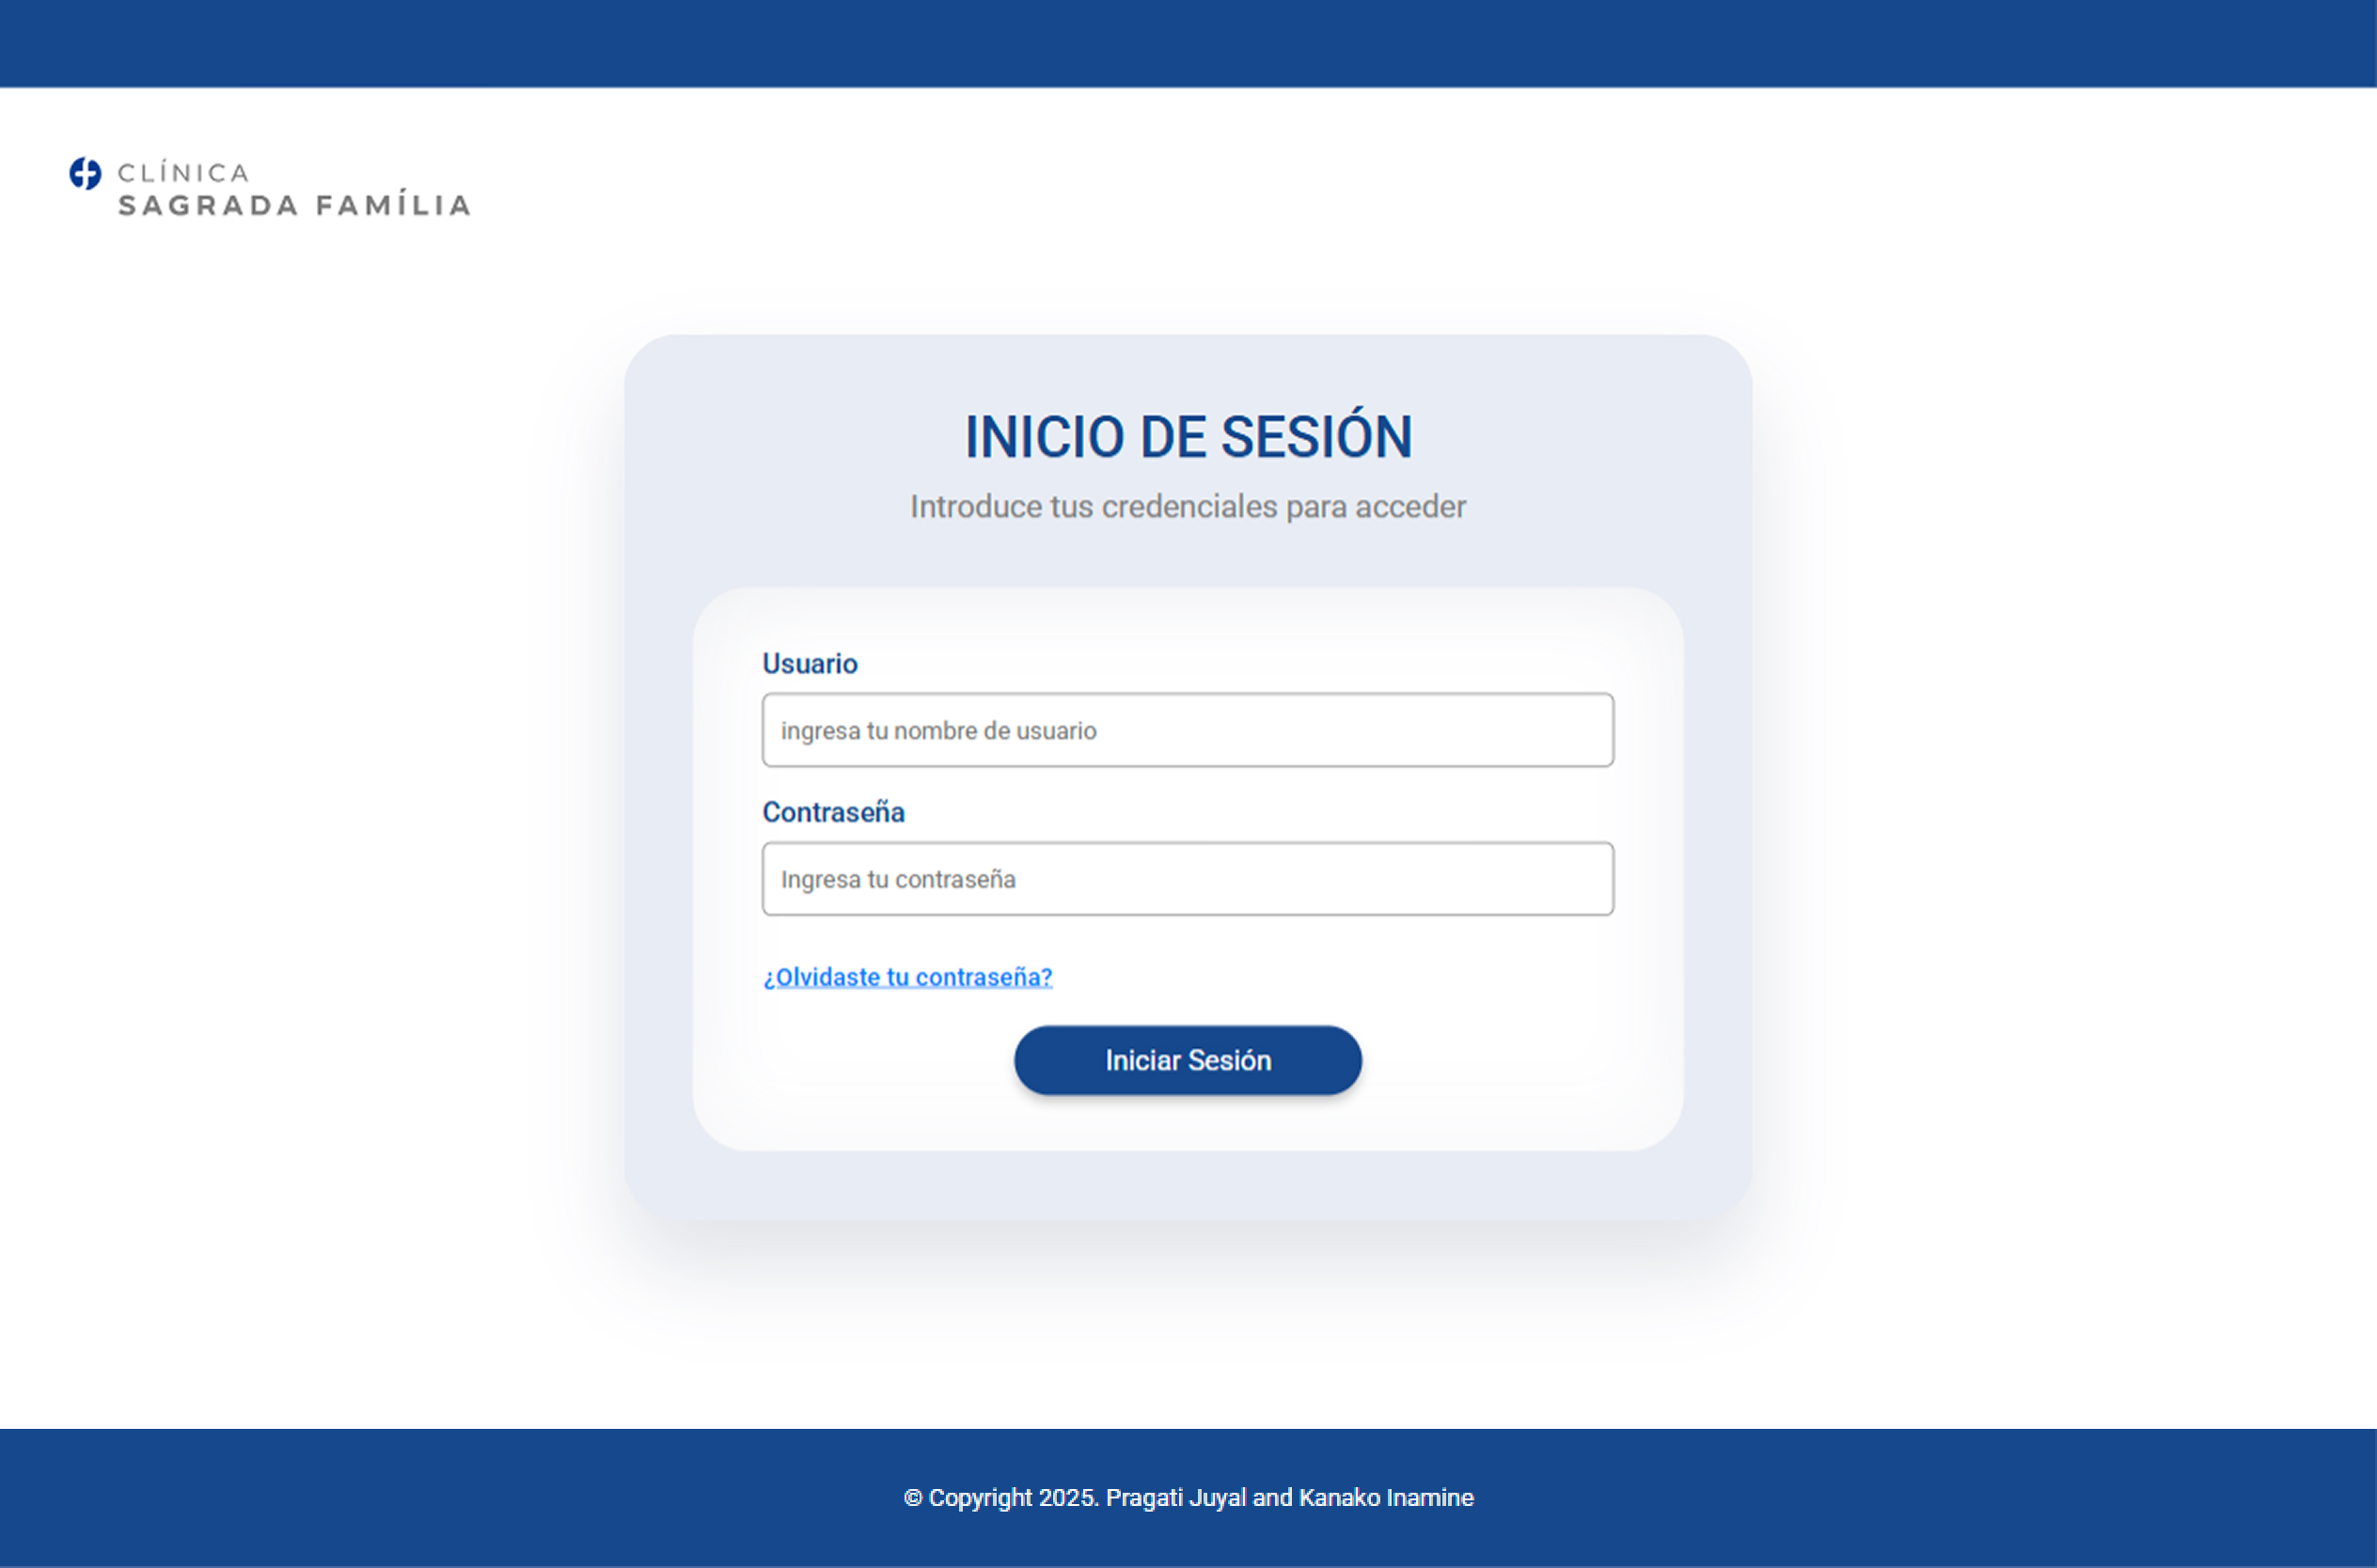 CLÍNICA
SAGRADA FAMÍLIA
INICIO DE SESIÓN
Introduce tus credenciales para acceder
Usuario
ingresa tu nombre de usuario
Contraseña
Ingresa tu contraseña
¿Olvidaste tu contraseña?
Iniciar Sesión
© Copyright 2025. Pragati Juyal and Kanako Inamine